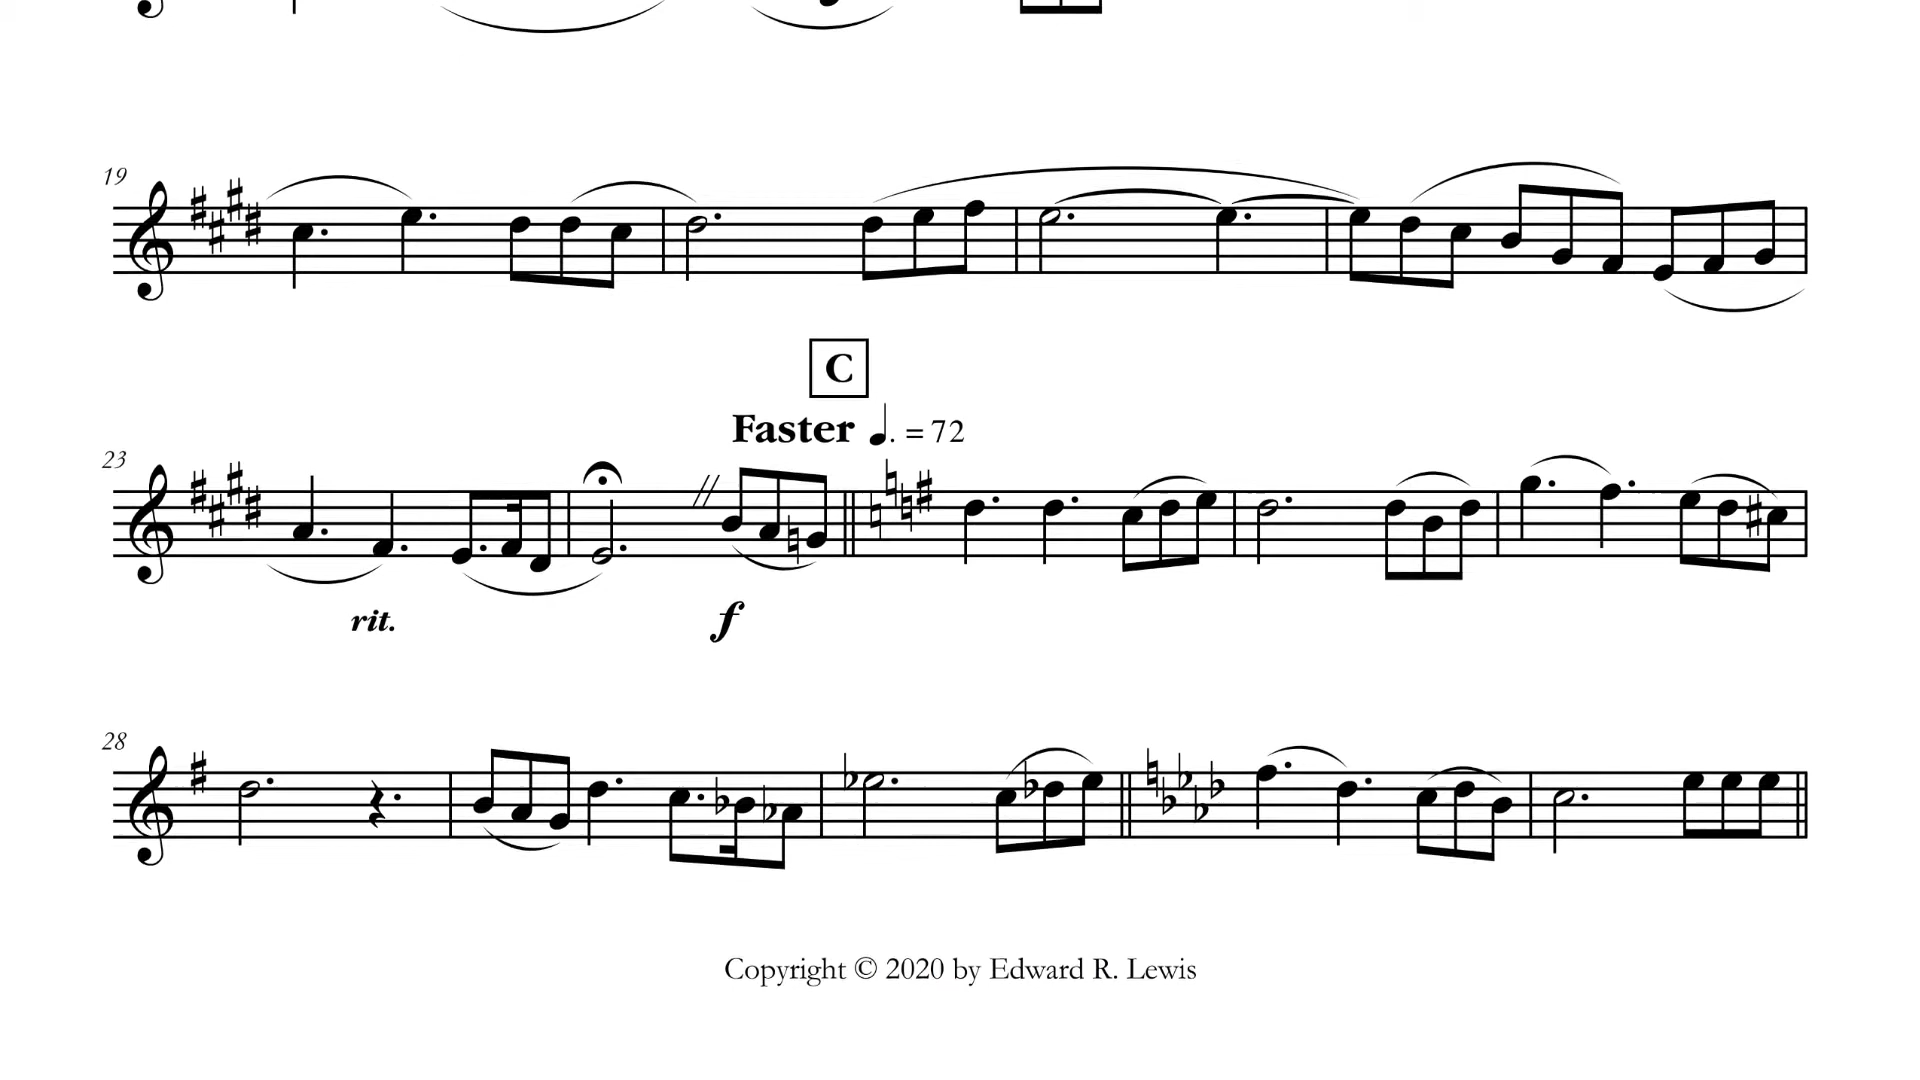 19
C
Faster ♩. = 72
23
rit.
f
28
Copyright © 2020 by Edward R. Lewis